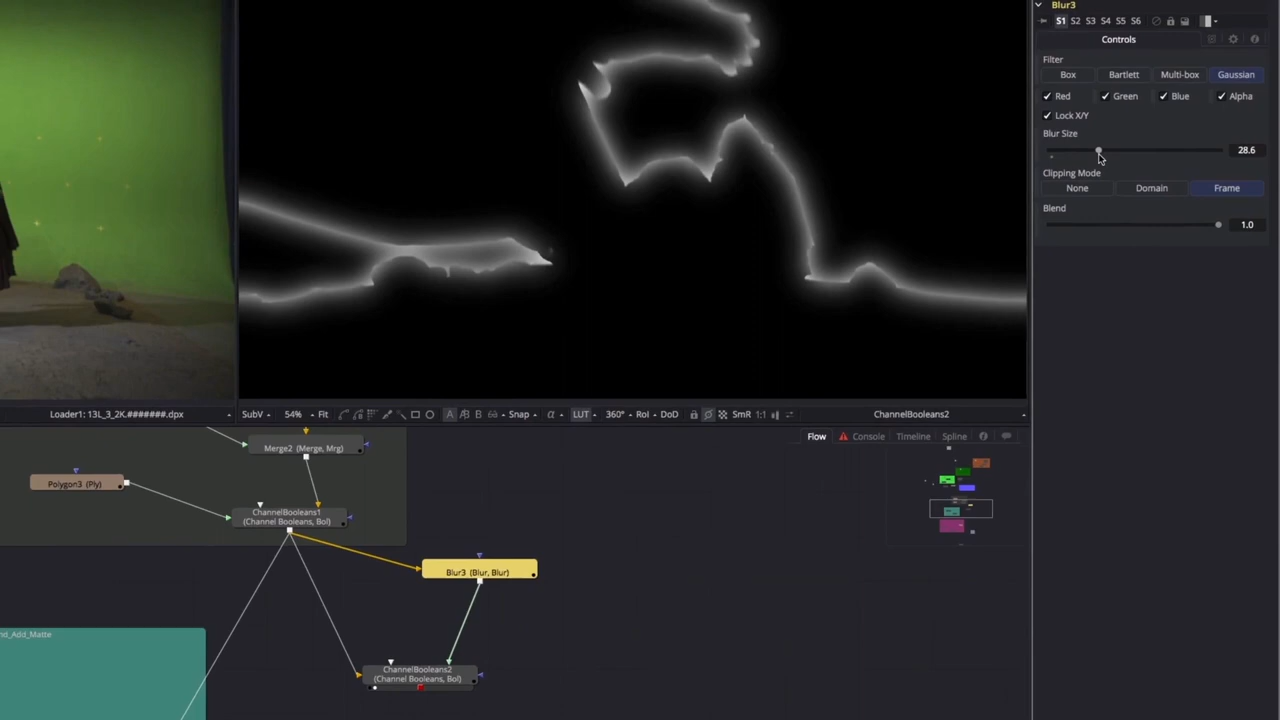 Blur3
S1 S2 S3 S4 S5 S6
Controls
Filter
Box Bartlett Multi-box Gaussian
Red Green Blue Alpha
Lock X/Y
Blur Size
28.6
Clipping Mode
None Domain Frame
Blend
1.0
Loader1: 13L_3_2K.#######.dpx
SubV 54% Fit A B Snap α LUT 360° RoI DoD SmR 1:1
ChannelBooleans2
Flow Console Timeline Spline
Merge2 (Merge, Mrg)
Polygon3 (Ply)
ChannelBooleans1
(Channel Booleans, Bol)
Blur3 (Blur, Blur)
nd_Add_Matte
ChannelBooleans2
(Channel Booleans, Bol)